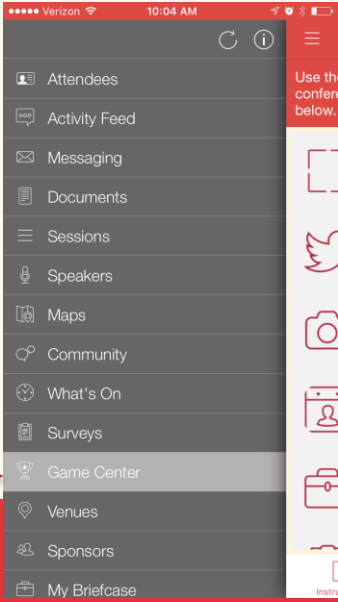 Verizon 10:04 AM
Attendees
Use the
confere
below.
Activity Feed
Messaging
Documents
Sessions
Speakers
Maps
Community
What's On
Surveys
Game Center
Venues
Sponsors
My Briefcase
Instru